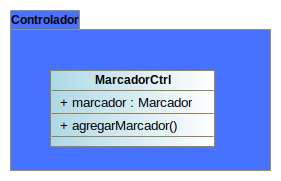 Controlador
MarcadorCtrl
+ marcador : Marcador
+ agregarMarcador()